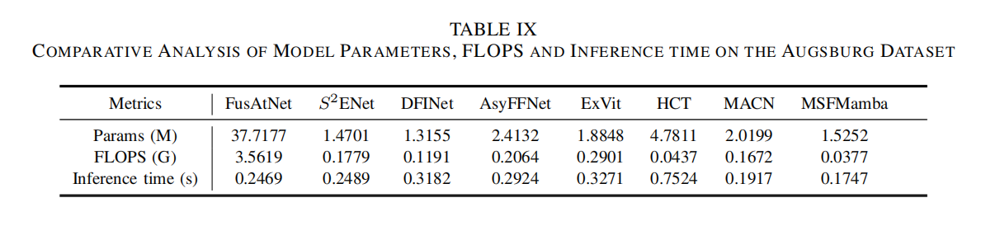 TABLE IX
COMPARATIVE ANALYSIS OF MODEL PARAMETERS, FLOPS AND INFERENCE TIME ON THE AUGSBURG DATASET
Metrics FusAtNet S²ENet DFINet AsyFFNet ExVit HCT MACN MSFMamba
Params (M) 37.7177 1.4701 1.3155 2.4132 1.8848 4.7811 2.0199 1.5252
FLOPS (G) 3.5619 0.1779 0.1191 0.2064 0.2901 0.0437 0.1672 0.0377
Inference time (s) 0.2469 0.2489 0.3182 0.2924 0.3271 0.7524 0.1917 0.1747